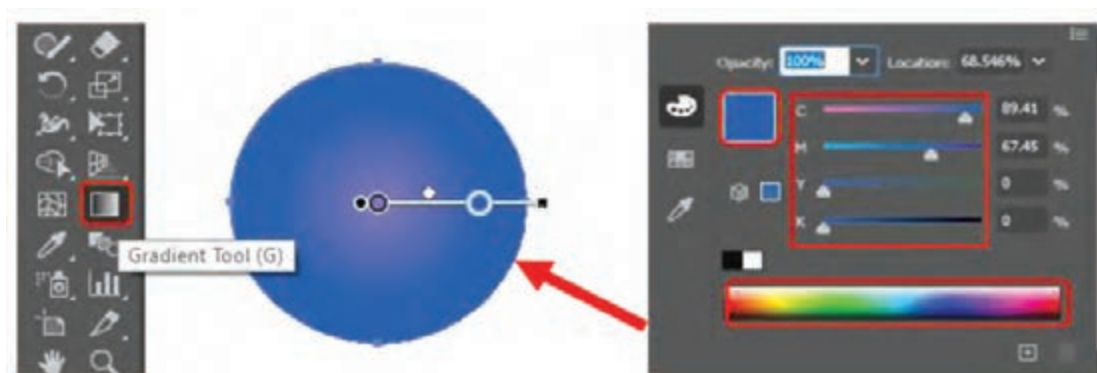 Gradient Tool (G)
Opacity: 100% Location: 68.546%
C 89.41 %
M 67.45 %
Y 0 %
K 0 %